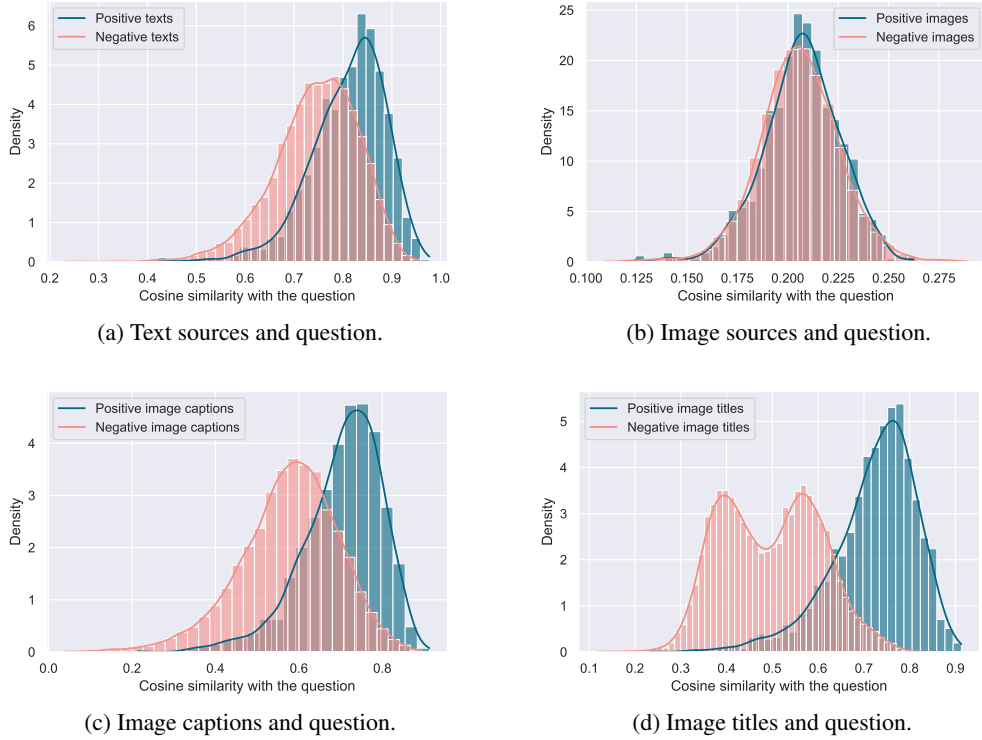 Positive texts
Negative texts
Density
0 1 2 3 4 5 6
0.2 0.3 0.4 0.5 0.6 0.7 0.8 0.9 1.0
Cosine similarity with the question
(a) Text sources and question.
Positive images
Negative images
Density
0 5 10 15 20 25
0.100 0.125 0.150 0.175 0.200 0.225 0.250 0.275
Cosine similarity with the question
(b) Image sources and question.
Positive image captions
Negative image captions
Density
0 1 2 3 4
0.0 0.2 0.4 0.6 0.8
Cosine similarity with the question
(c) Image captions and question.
Positive image titles
Negative image titles
Density
0 1 2 3 4 5
0.1 0.2 0.3 0.4 0.5 0.6 0.7 0.8 0.9
Cosine similarity with the question
(d) Image titles and question.